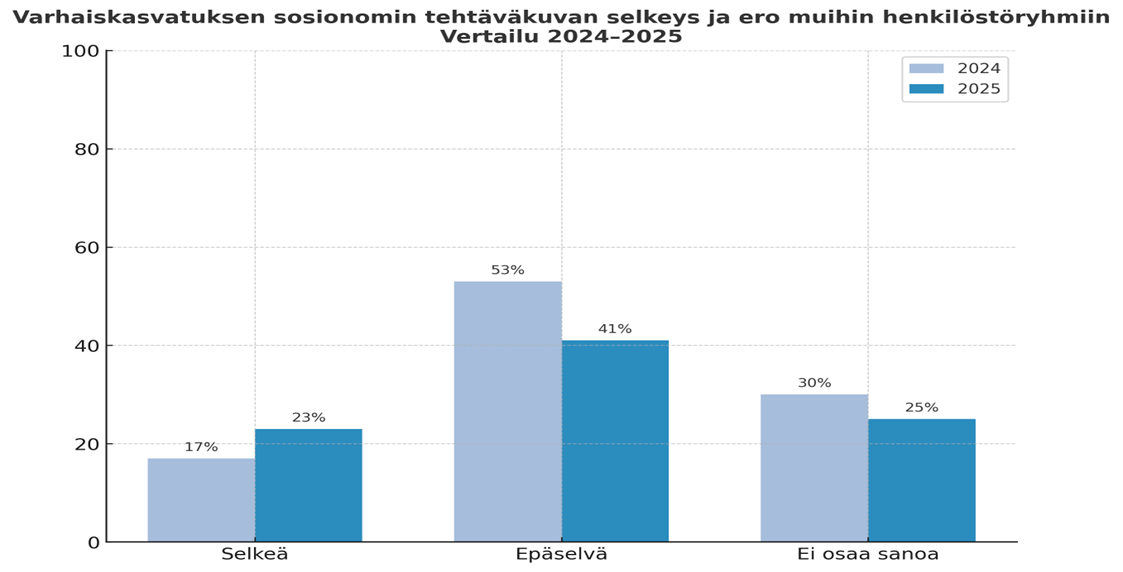 Varhaiskasvatuksen sosionomin tehtäväkuvan selkeys ja ero muihin henkilöstöryhmiin
Vertailu 2024–2025
100
80
60
40
20
0
2024
2025
17%
23%
53%
41%
30%
25%
Selkeä
Epäselvä
Ei osaa sanoa